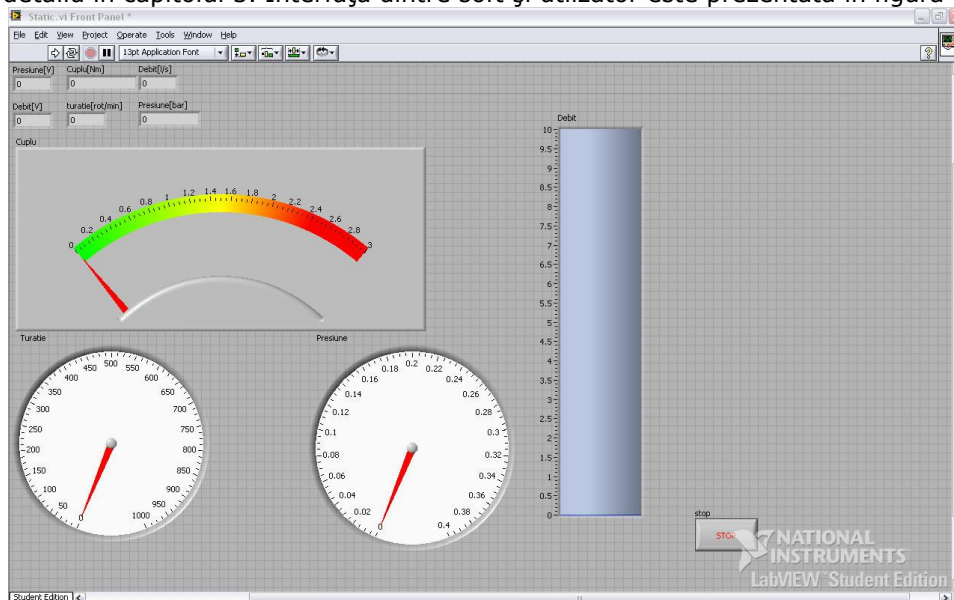 detaliu în capitolul 3. Interfaţa dintre soft şi utilizator este prezentată în figura
Static.vi Front Panel *
File Edit View Project Operate Tools Window Help
13pt Application Font
Presiune[V] Cuplu[Nm] Debit[l/s]
0 0 0
Debit[V] turatie[rot/min] Presiune[bar]
0 0 0
Cuplu
0 0.2 0.4 0.6 0.8 1 1.2 1.4 1.6 1.8 2 2.2 2.4 2.6 2.8 3
Debit
10
9.5
9
8.5
8
7.5
7
6.5
6
5.5
5
4.5
4
3.5
3
2.5
2
1.5
1
0.5
0
Turatie
0 50 100 150 200 250 300 350 400 450 500 550 600 650 700 750 800 850 900 950 1000
Presiune
0 0.02 0.04 0.06 0.08 0.1 0.12 0.14 0.16 0.18 0.2 0.22 0.24 0.26 0.28 0.3 0.32 0.34 0.36 0.38 0.4
stop
STOP
NATIONAL
INSTRUMENTS
LabVIEW Student Edition
Student Edition